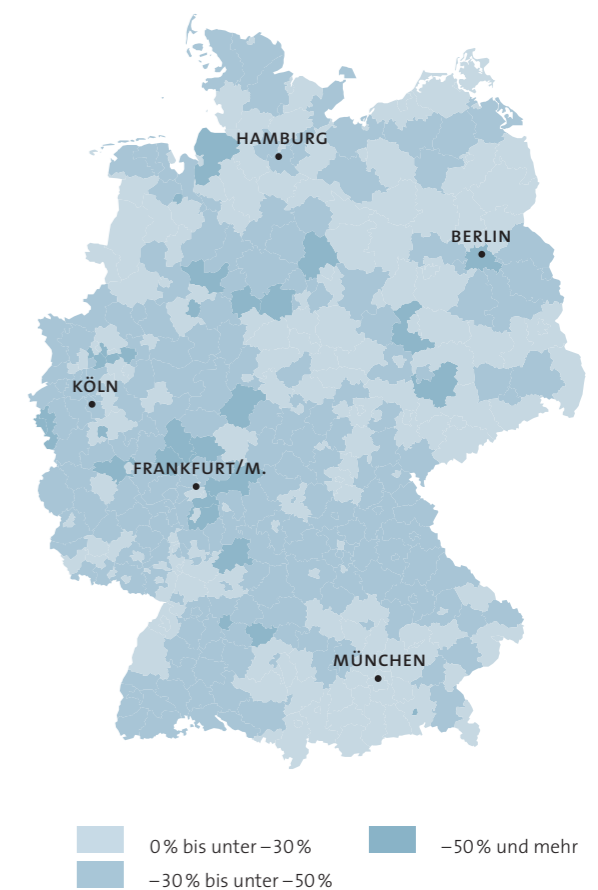 HAMBURG
BERLIN
KÖLN
FRANKFURT/M.
MÜNCHEN
0 % bis unter –30 %
–50 % und mehr
–30 % bis unter –50 %